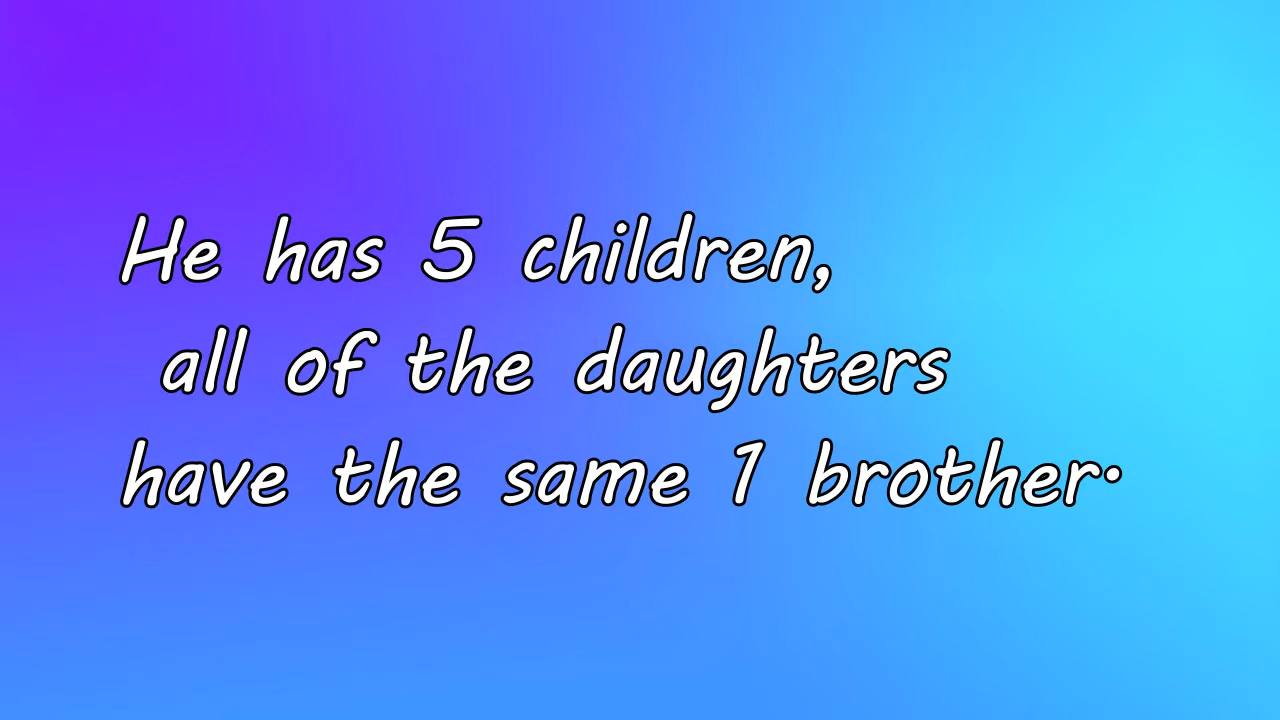 He has 5 children,
all of the daughters
have the same 1 brother.